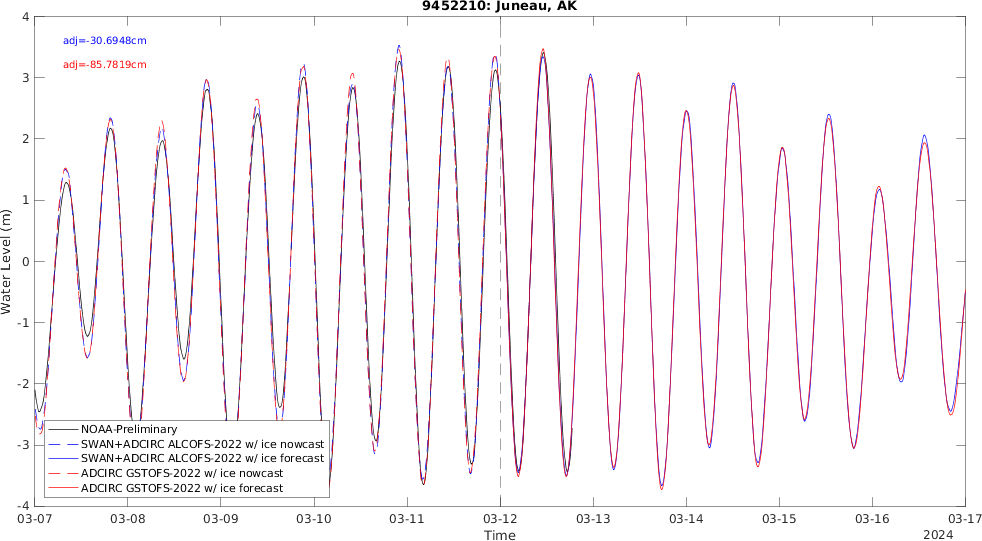 9452210: Juneau, AK
adj=-30.6948cm
adj=-85.7819cm
Water Level (m)
4
3
2
1
0
-1
-2
-3
-4
NOAA-Preliminary
SWAN+ADCIRC ALCOFS-2022 w/ ice nowcast
SWAN+ADCIRC ALCOFS-2022 w/ ice forecast
ADCIRC GSTOFS-2022 w/ ice nowcast
ADCIRC GSTOFS-2022 w/ ice forecast
03-07 03-08 03-09 03-10 03-11 03-12 03-13 03-14 03-15 03-16 03-17
Time
2024